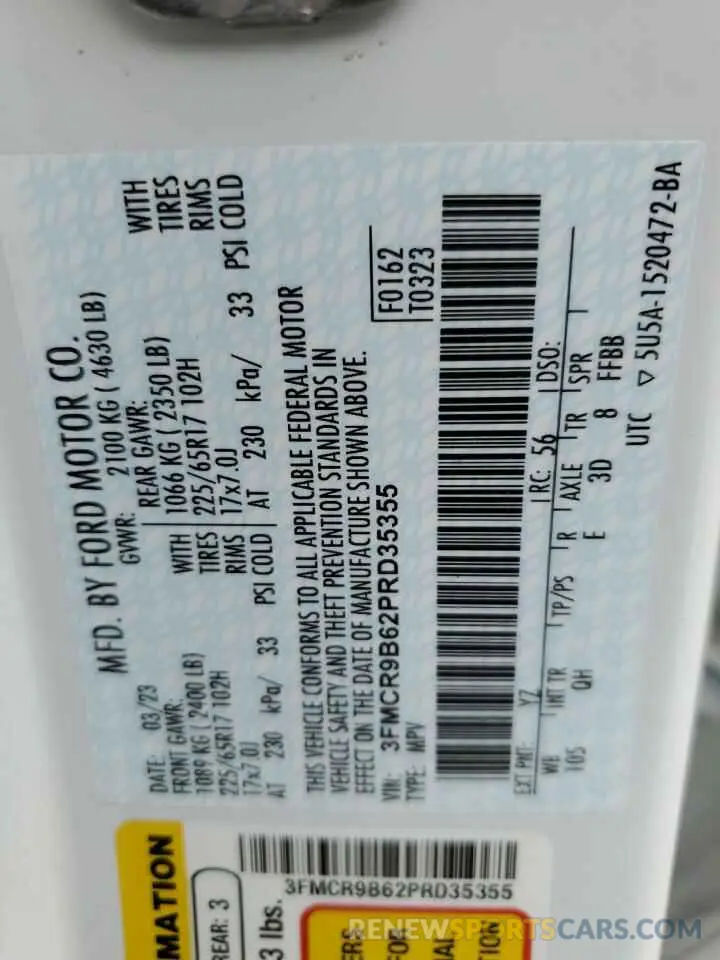 MFD. BY FORD MOTOR CO.
DATE: 03/23
GVWR: 2100 KG ( 4630 LB)
FRONT GAWR:
1089 KG ( 2400 LB)
225/65R17 102H
17x7.0J
AT 230 kPa/ 33 PSI COLD
WITH
TIRES
RIMS
REAR GAWR:
1066 KG ( 2350 LB)
225/65R17 102H
17x7.0J
AT 230 kPa/ 33 PSI COLD
WITH
TIRES
RIMS
THIS VEHICLE CONFORMS TO ALL APPLICABLE FEDERAL MOTOR
VEHICLE SAFETY AND THEFT PREVENTION STANDARDS IN
EFFECT ON THE DATE OF MANUFACTURE SHOWN ABOVE.
VIN: 3FMCR9B62PRD35355
TYPE: MPV
F0162
T0323
EXT PNT: YZ RC: 56 DSO:
WB INT TR TP/PS R AXLE TR SPR
105 QH E 3D 8 FFBB
UTC ▽ 5U5A-1520472-BA
MATION
REAR: 3
3 lbs.
3FMCR9B62PRD35355
RENEWSPORTSCARS.COM